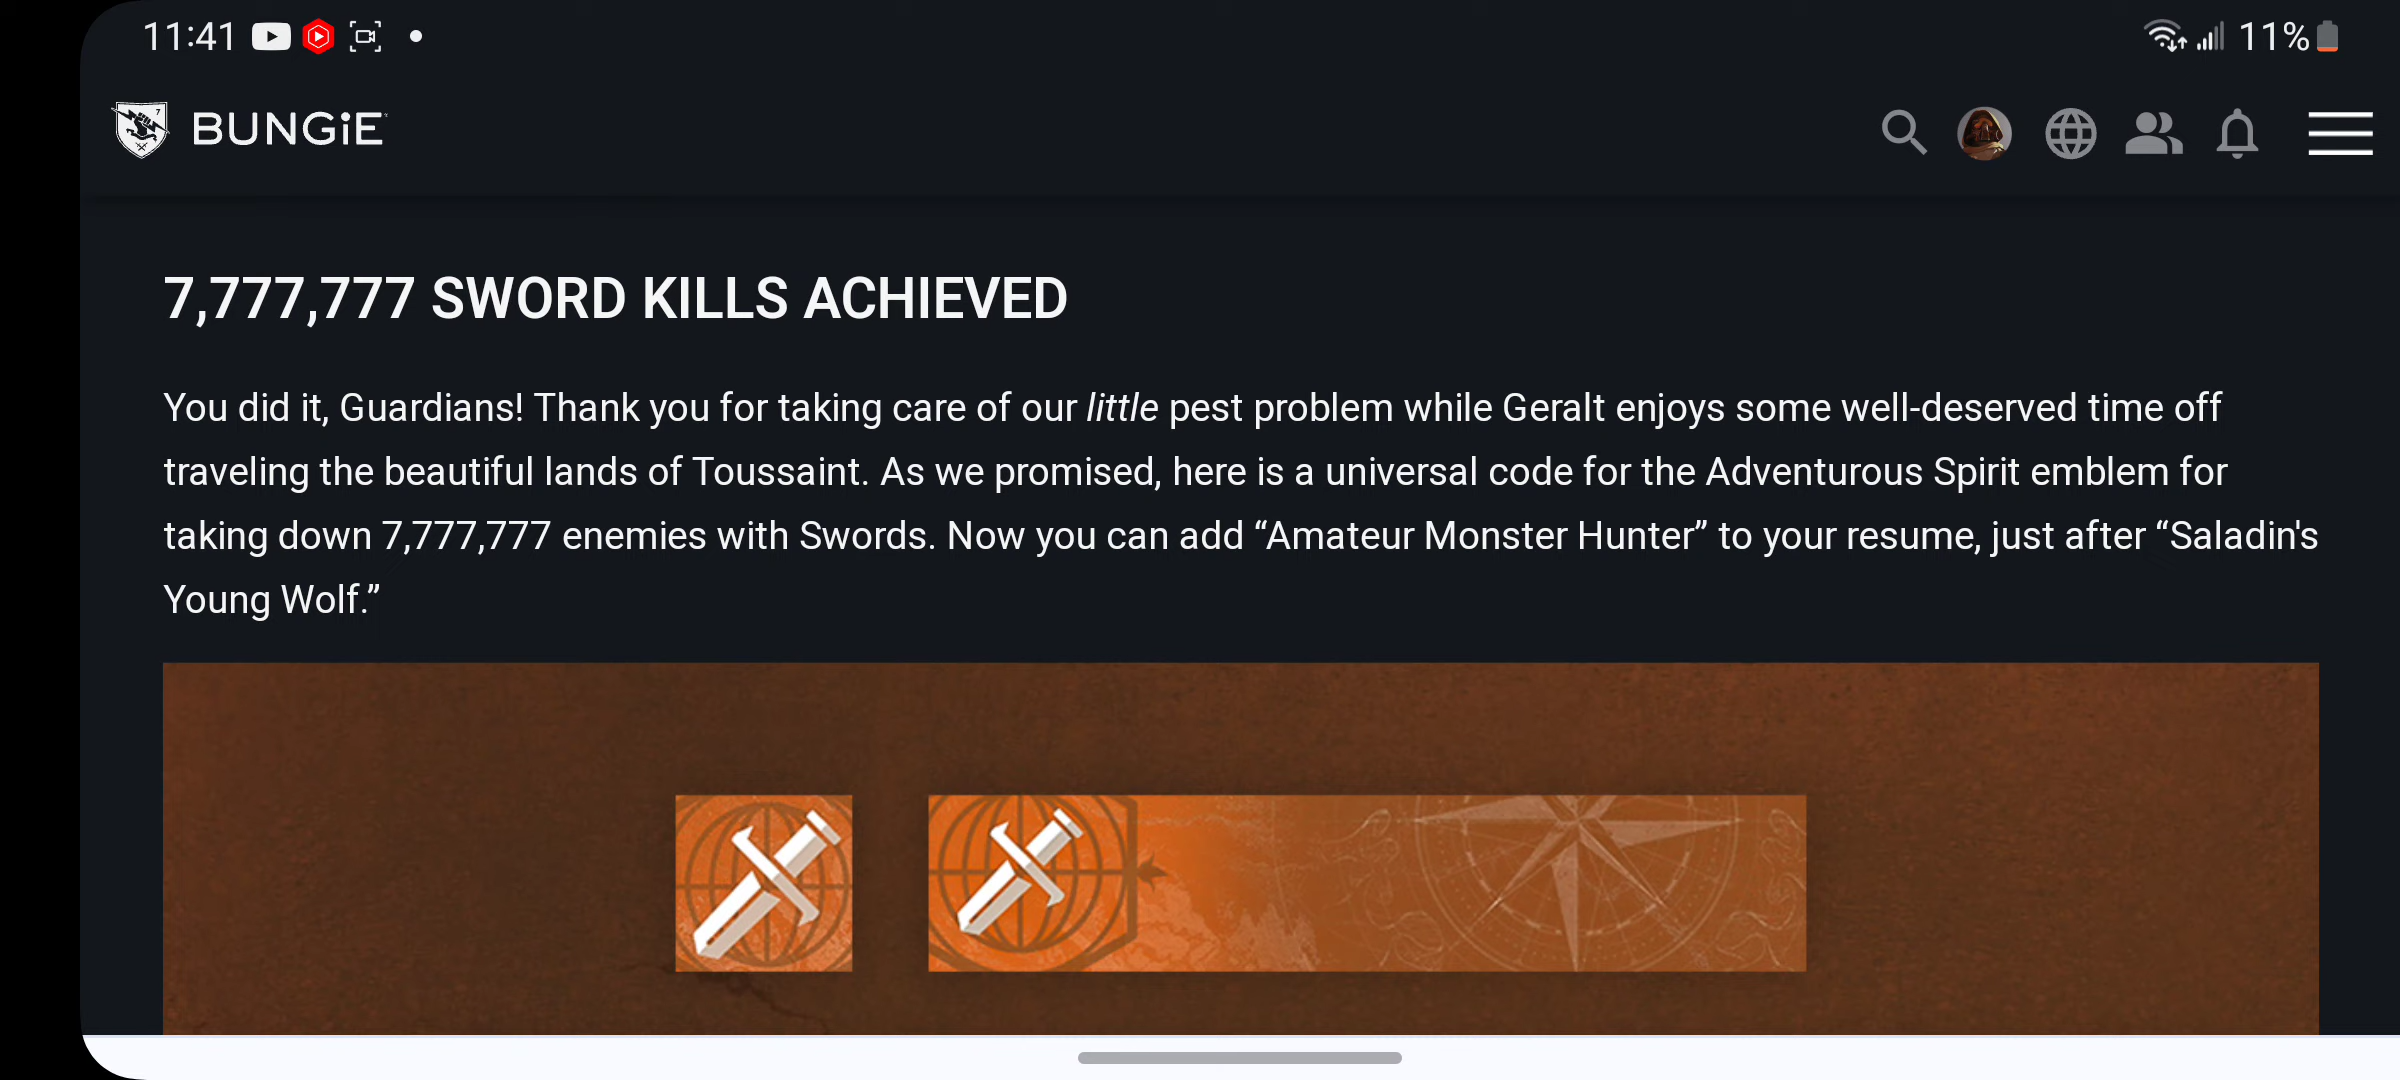 11:41
11%
BUNGiE
7,777,777 SWORD KILLS ACHIEVED
You did it, Guardians! Thank you for taking care of our little pest problem while Geralt enjoys some well-deserved time off
traveling the beautiful lands of Toussaint. As we promised, here is a universal code for the Adventurous Spirit emblem for
taking down 7,777,777 enemies with Swords. Now you can add “Amateur Monster Hunter” to your resume, just after “Saladin's
Young Wolf.”